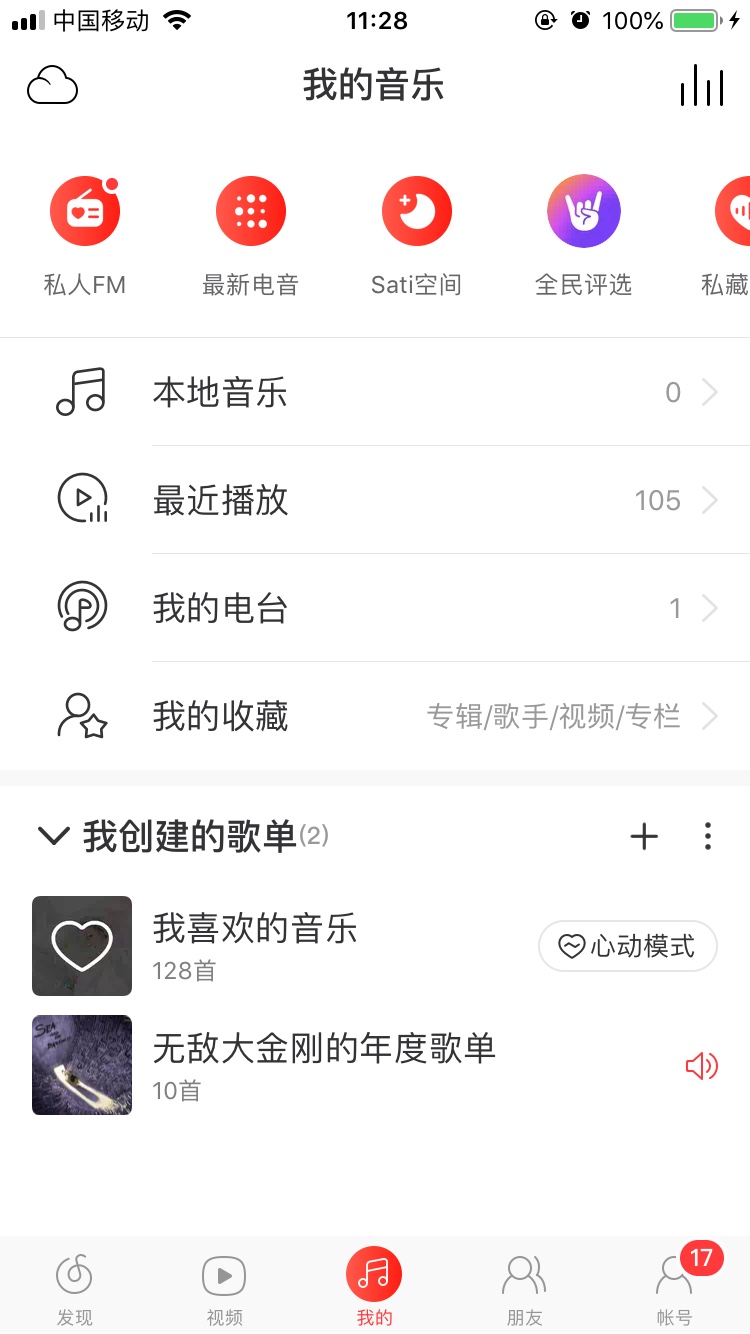 中国移动 11:28 100%
我的音乐
私人FM 最新电音 Sati空间 全民评选 私藏
本地音乐 0
最近播放 105
我的电台 1
我的收藏 专辑/歌手/视频/专栏
我创建的歌单(2)
我喜欢的音乐
128首
心动模式
无敌大金刚的年度歌单
10首
17
发现 视频 我的 朋友 帐号